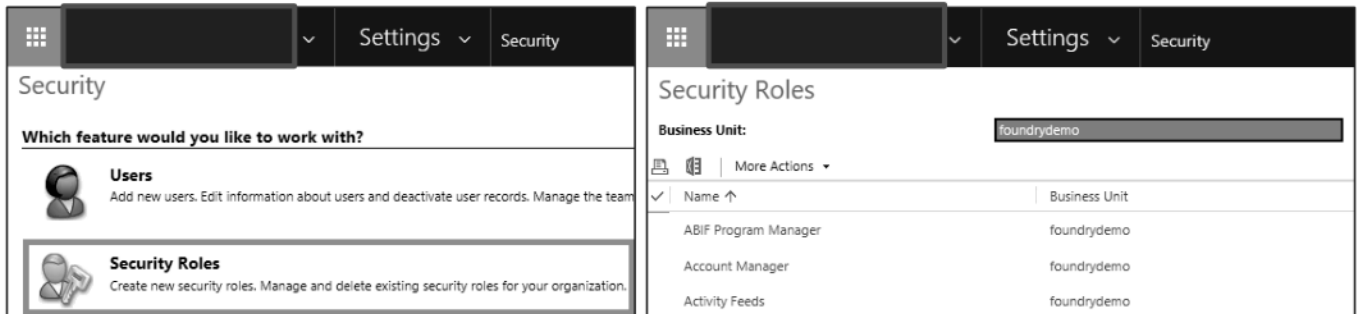 Settings Security
Security
Which feature would you like to work with?
Users
Add new users. Edit information about users and deactivate user records. Manage the team
Security Roles
Create new security roles. Manage and delete existing security roles for your organization.
Settings Security
Security Roles
Business Unit: foundrydemo
More Actions
Name Business Unit
ABIF Program Manager foundrydemo
Account Manager foundrydemo
Activity Feeds foundrydemo